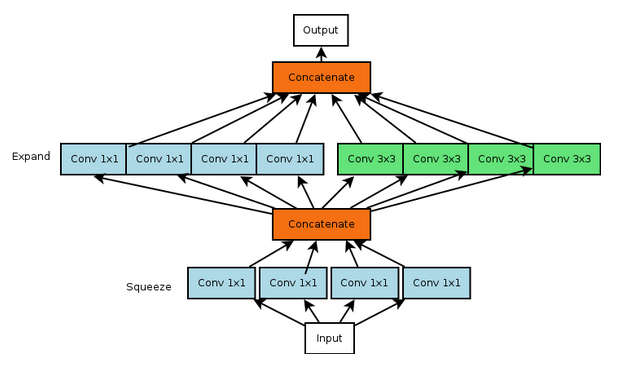 Output
Concatenate
Expand
Conv 1x1 Conv 1x1 Conv 1x1 Conv 1x1 Conv 3x3 Conv 3x3 Conv 3x3 Conv 3x3
Concatenate
Squeeze
Conv 1x1 Conv 1x1 Conv 1x1 Conv 1x1
Input